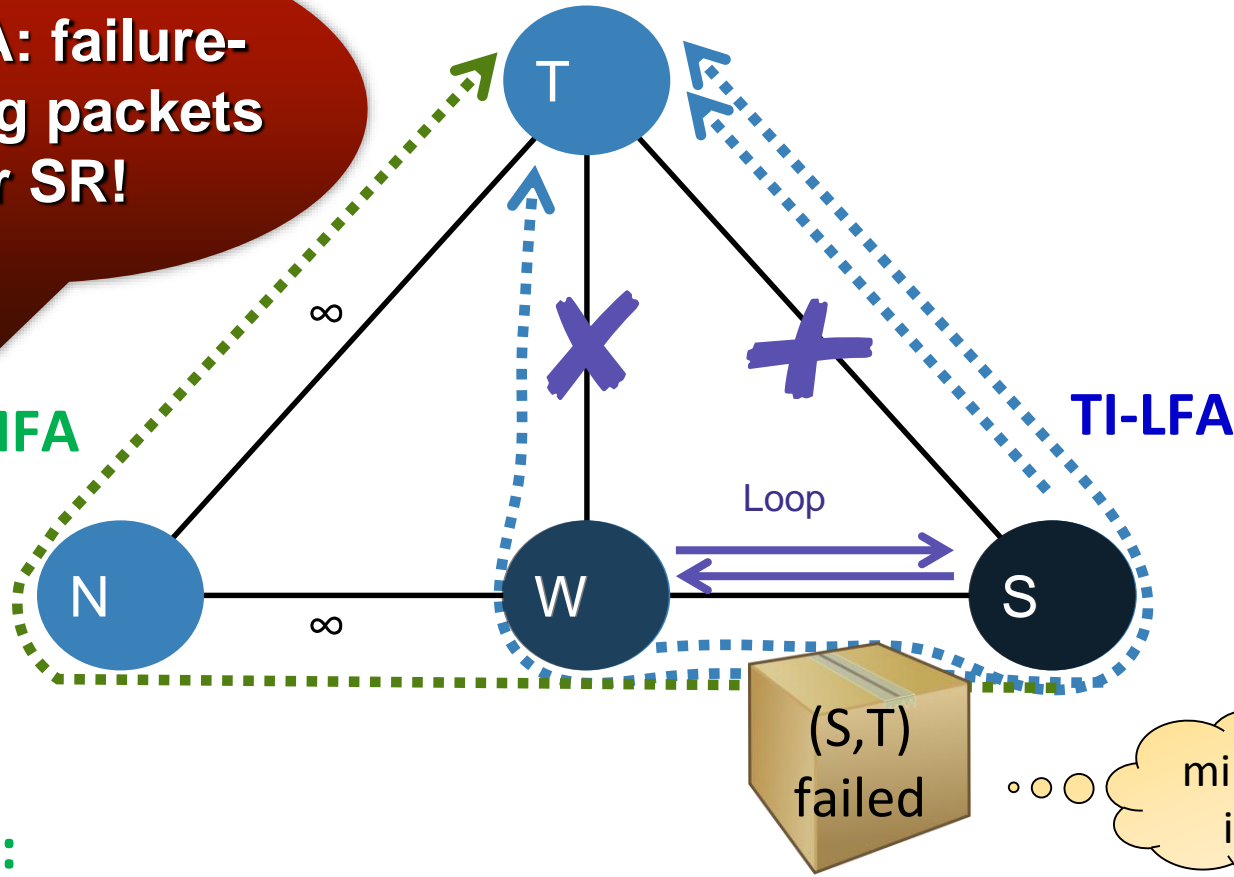 A: failure-
g packets
r SR!
T
∞
IFA
TI-LFA
Loop
N
W
S
∞
(S,T)
failed
mi
i
: